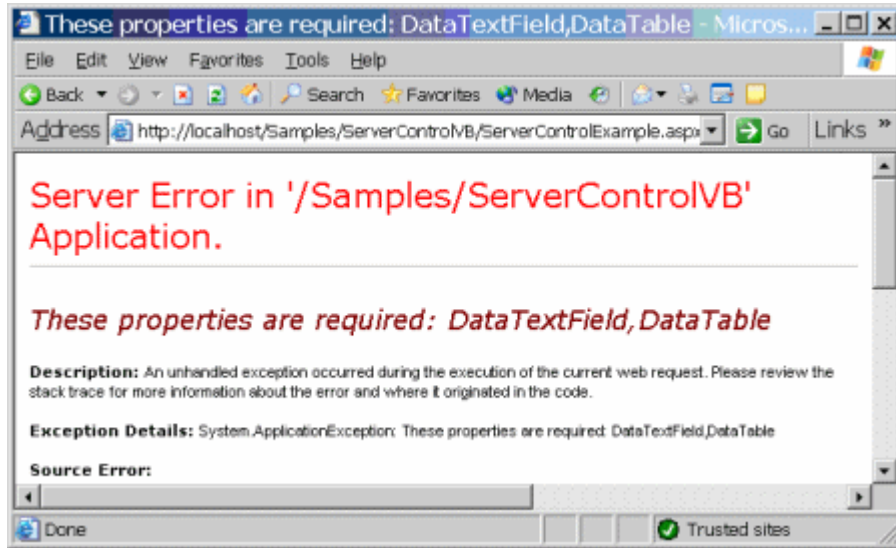 These properties are required: DataTextField,DataTable - Micros...
File Edit View Favorites Tools Help
Back Search Favorites Media
Address http://localhost/Samples/ServerControlVB/ServerControlExample.aspx Go Links »
Server Error in '/Samples/ServerControlVB'
Application.
These properties are required: DataTextField,DataTable
Description: An unhandled exception occurred during the execution of the current web request. Please review the
stack trace for more information about the error and where it originated in the code.
Exception Details: System.ApplicationException: These properties are required: DataTextField,DataTable
Source Error:
Done Trusted sites